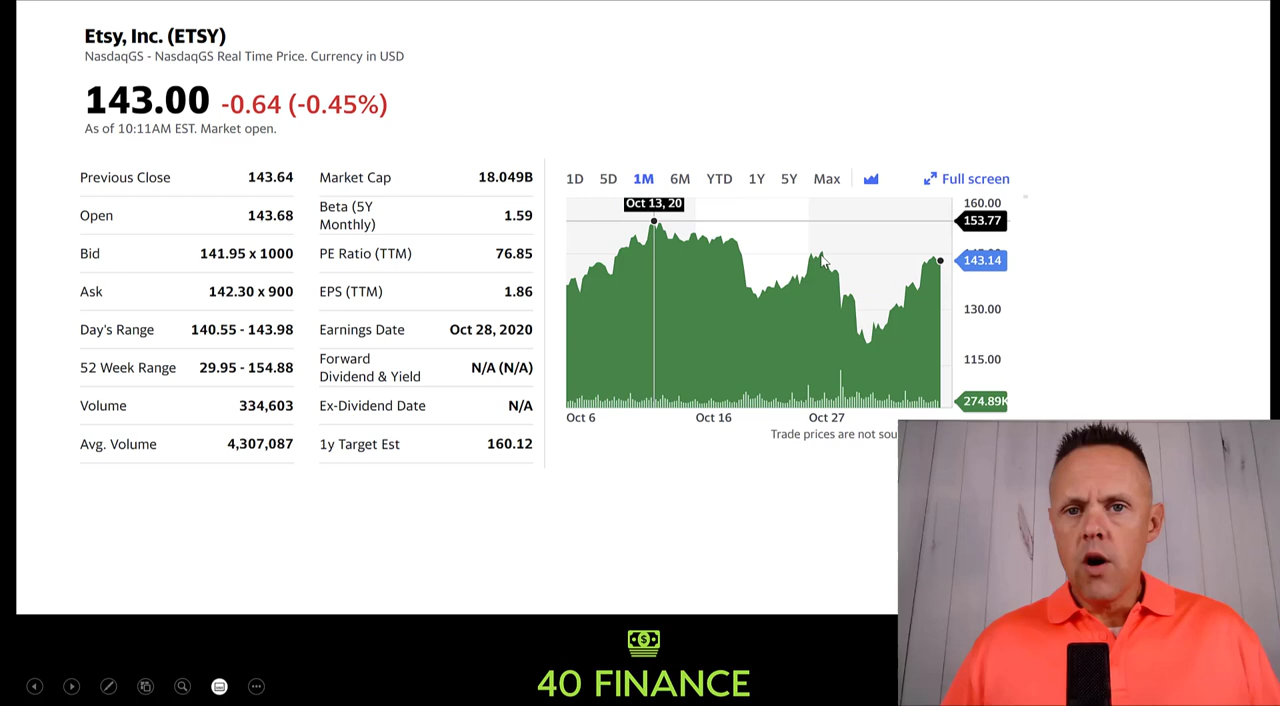 Etsy, Inc. (ETSY)
NasdaqGS - NasdaqGS Real Time Price. Currency in USD
143.00 -0.64 (-0.45%)
As of 10:11AM EST. Market open.
Previous Close 143.64
Open 143.68
Bid 141.95 x 1000
Ask 142.30 x 900
Day's Range 140.55 - 143.98
52 Week Range 29.95 - 154.88
Volume 334,603
Avg. Volume 4,307,087
Market Cap 18.049B
Beta (5Y
Monthly) 1.59
PE Ratio (TTM) 76.85
EPS (TTM) 1.86
Earnings Date Oct 28, 2020
Forward
Dividend & Yield N/A (N/A)
Ex-Dividend Date N/A
1y Target Est 160.12
1D 5D 1M 6M YTD 1Y 5Y Max Full screen
Oct 13, 20
160.00
153.77
143.14
130.00
115.00
274.89K
Oct 6 Oct 16 Oct 27
Trade prices are not sou
40 FINANCE